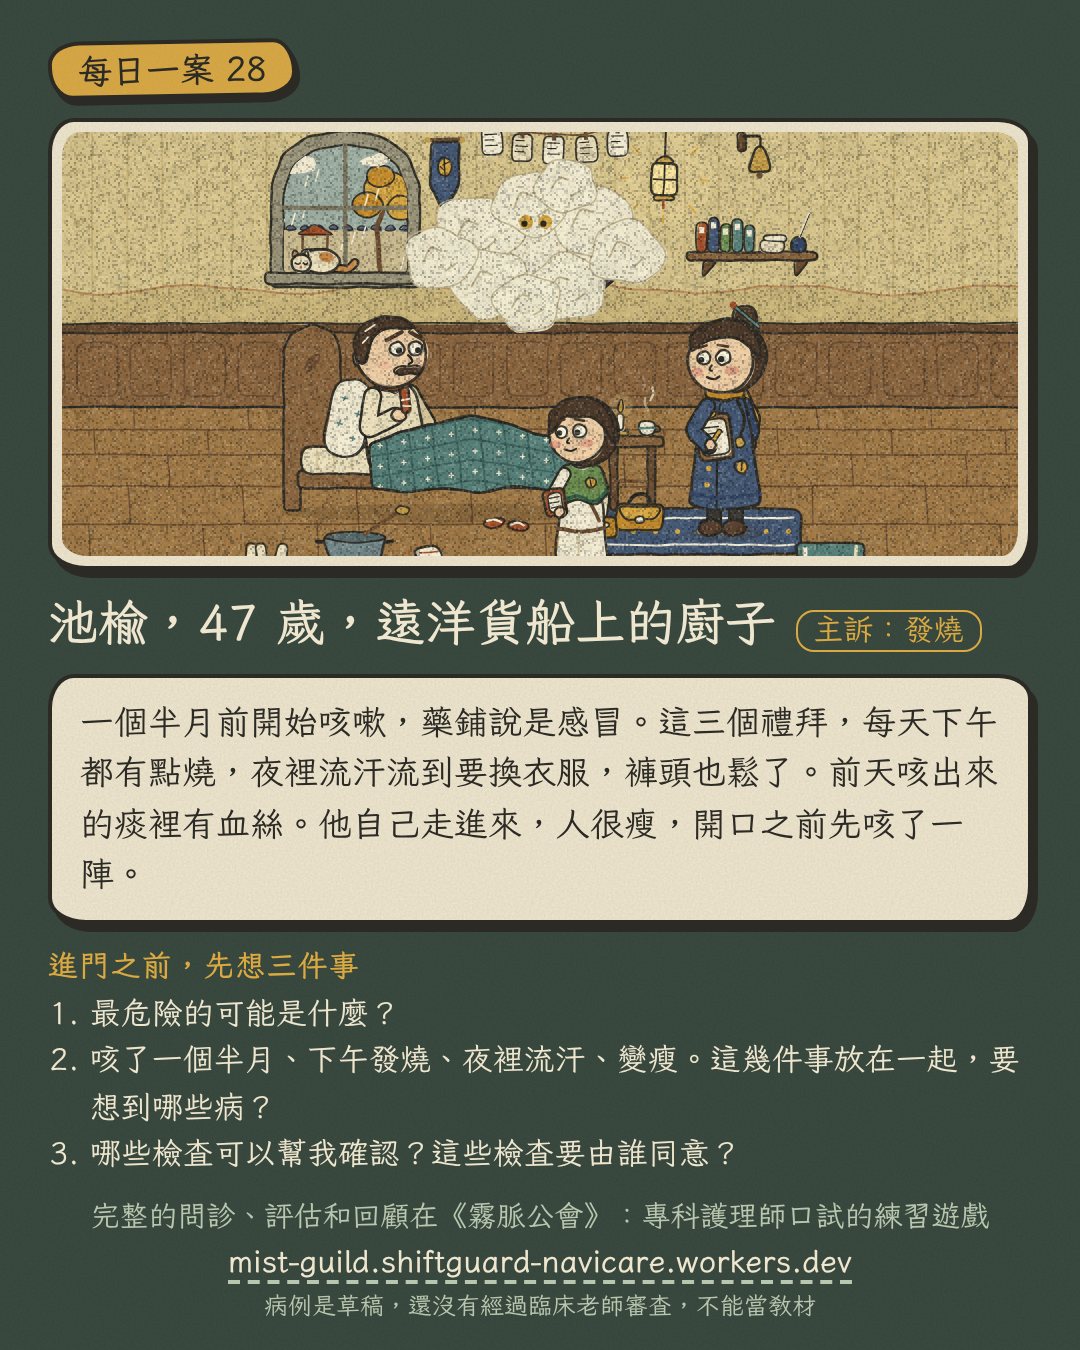 每日一案 28
池榆，47 歲，遠洋貨船上的廚子
主訴：發燒
一個半月前開始咳嗽，藥鋪說是感冒。這三個禮拜，每天下午
都有點燒，夜裡流汗流到要換衣服，褲頭也鬆了。前天咳出來
的痰裡有血絲。他自己走進來，人很瘦，開口之前先咳了一
陣。
進門之前，先想三件事
1. 最危險的可能是什麼？
2. 咳了一個半月、下午發燒、夜裡流汗、變瘦。這幾件事放在一起，要
想到哪些病？
3. 哪些檢查可以幫我確認？這些檢查要由誰同意？
完整的問診、評估和回顧在《霧脈公會》：專科護理師口試的練習遊戲
mist-guild.shiftguard-navicare.workers.dev
病例是草稿，還沒有經過臨床老師審查，不能當教材